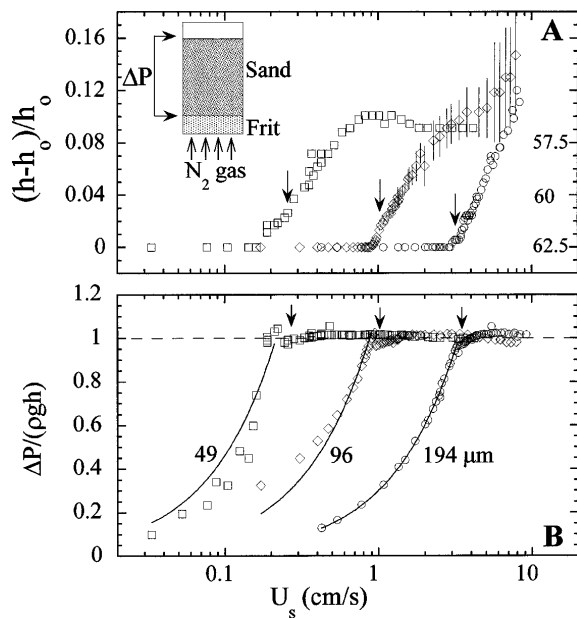 A
0.16
0.12
0.08
0.04
0
(h-hₒ)/hₒ
ΔP
Sand
Frit
N₂ gas
57.5
60
62.5
B
1.2
1
0.8
0.6
0.4
0.2
0
ΔP/(ρgh)
49
96
194 μm
0.1
1
10
Uₛ (cm/s)